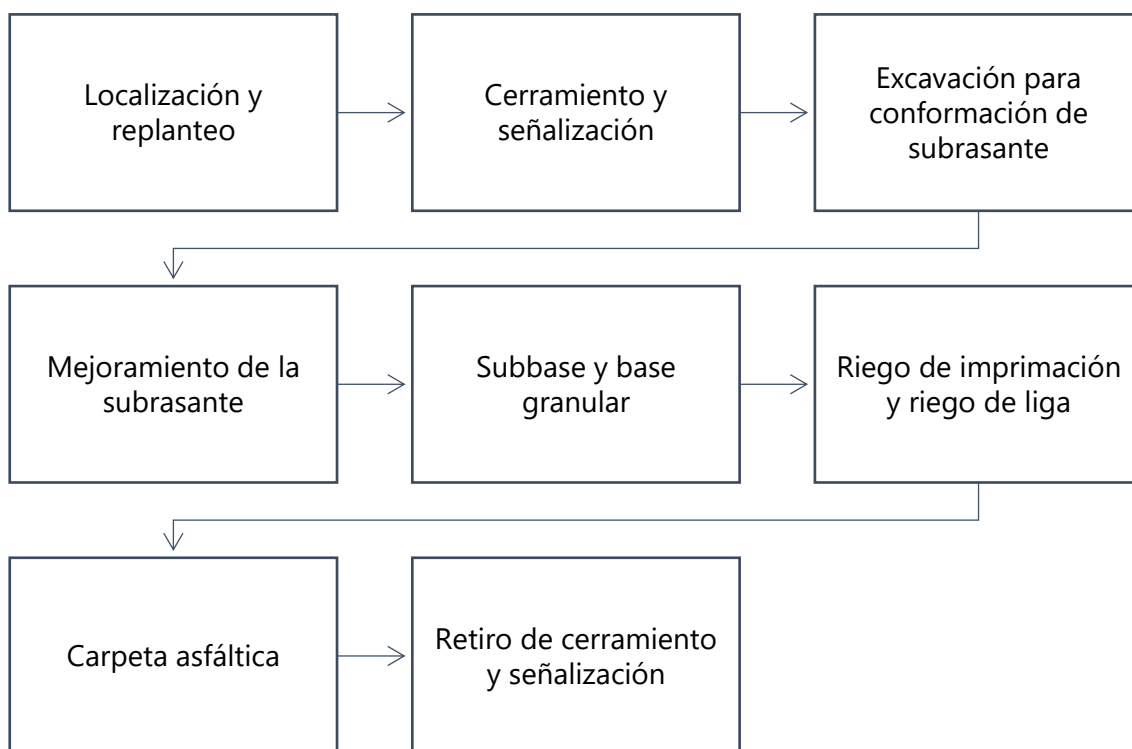 Localización y
replanteo
Cerramiento y
señalización
Excavación para
conformación de
subrasante
Mejoramiento de la
subrasante
Subbase y base
granular
Riego de imprimación
y riego de liga
Carpeta asfáltica
Retiro de cerramiento
y señalización